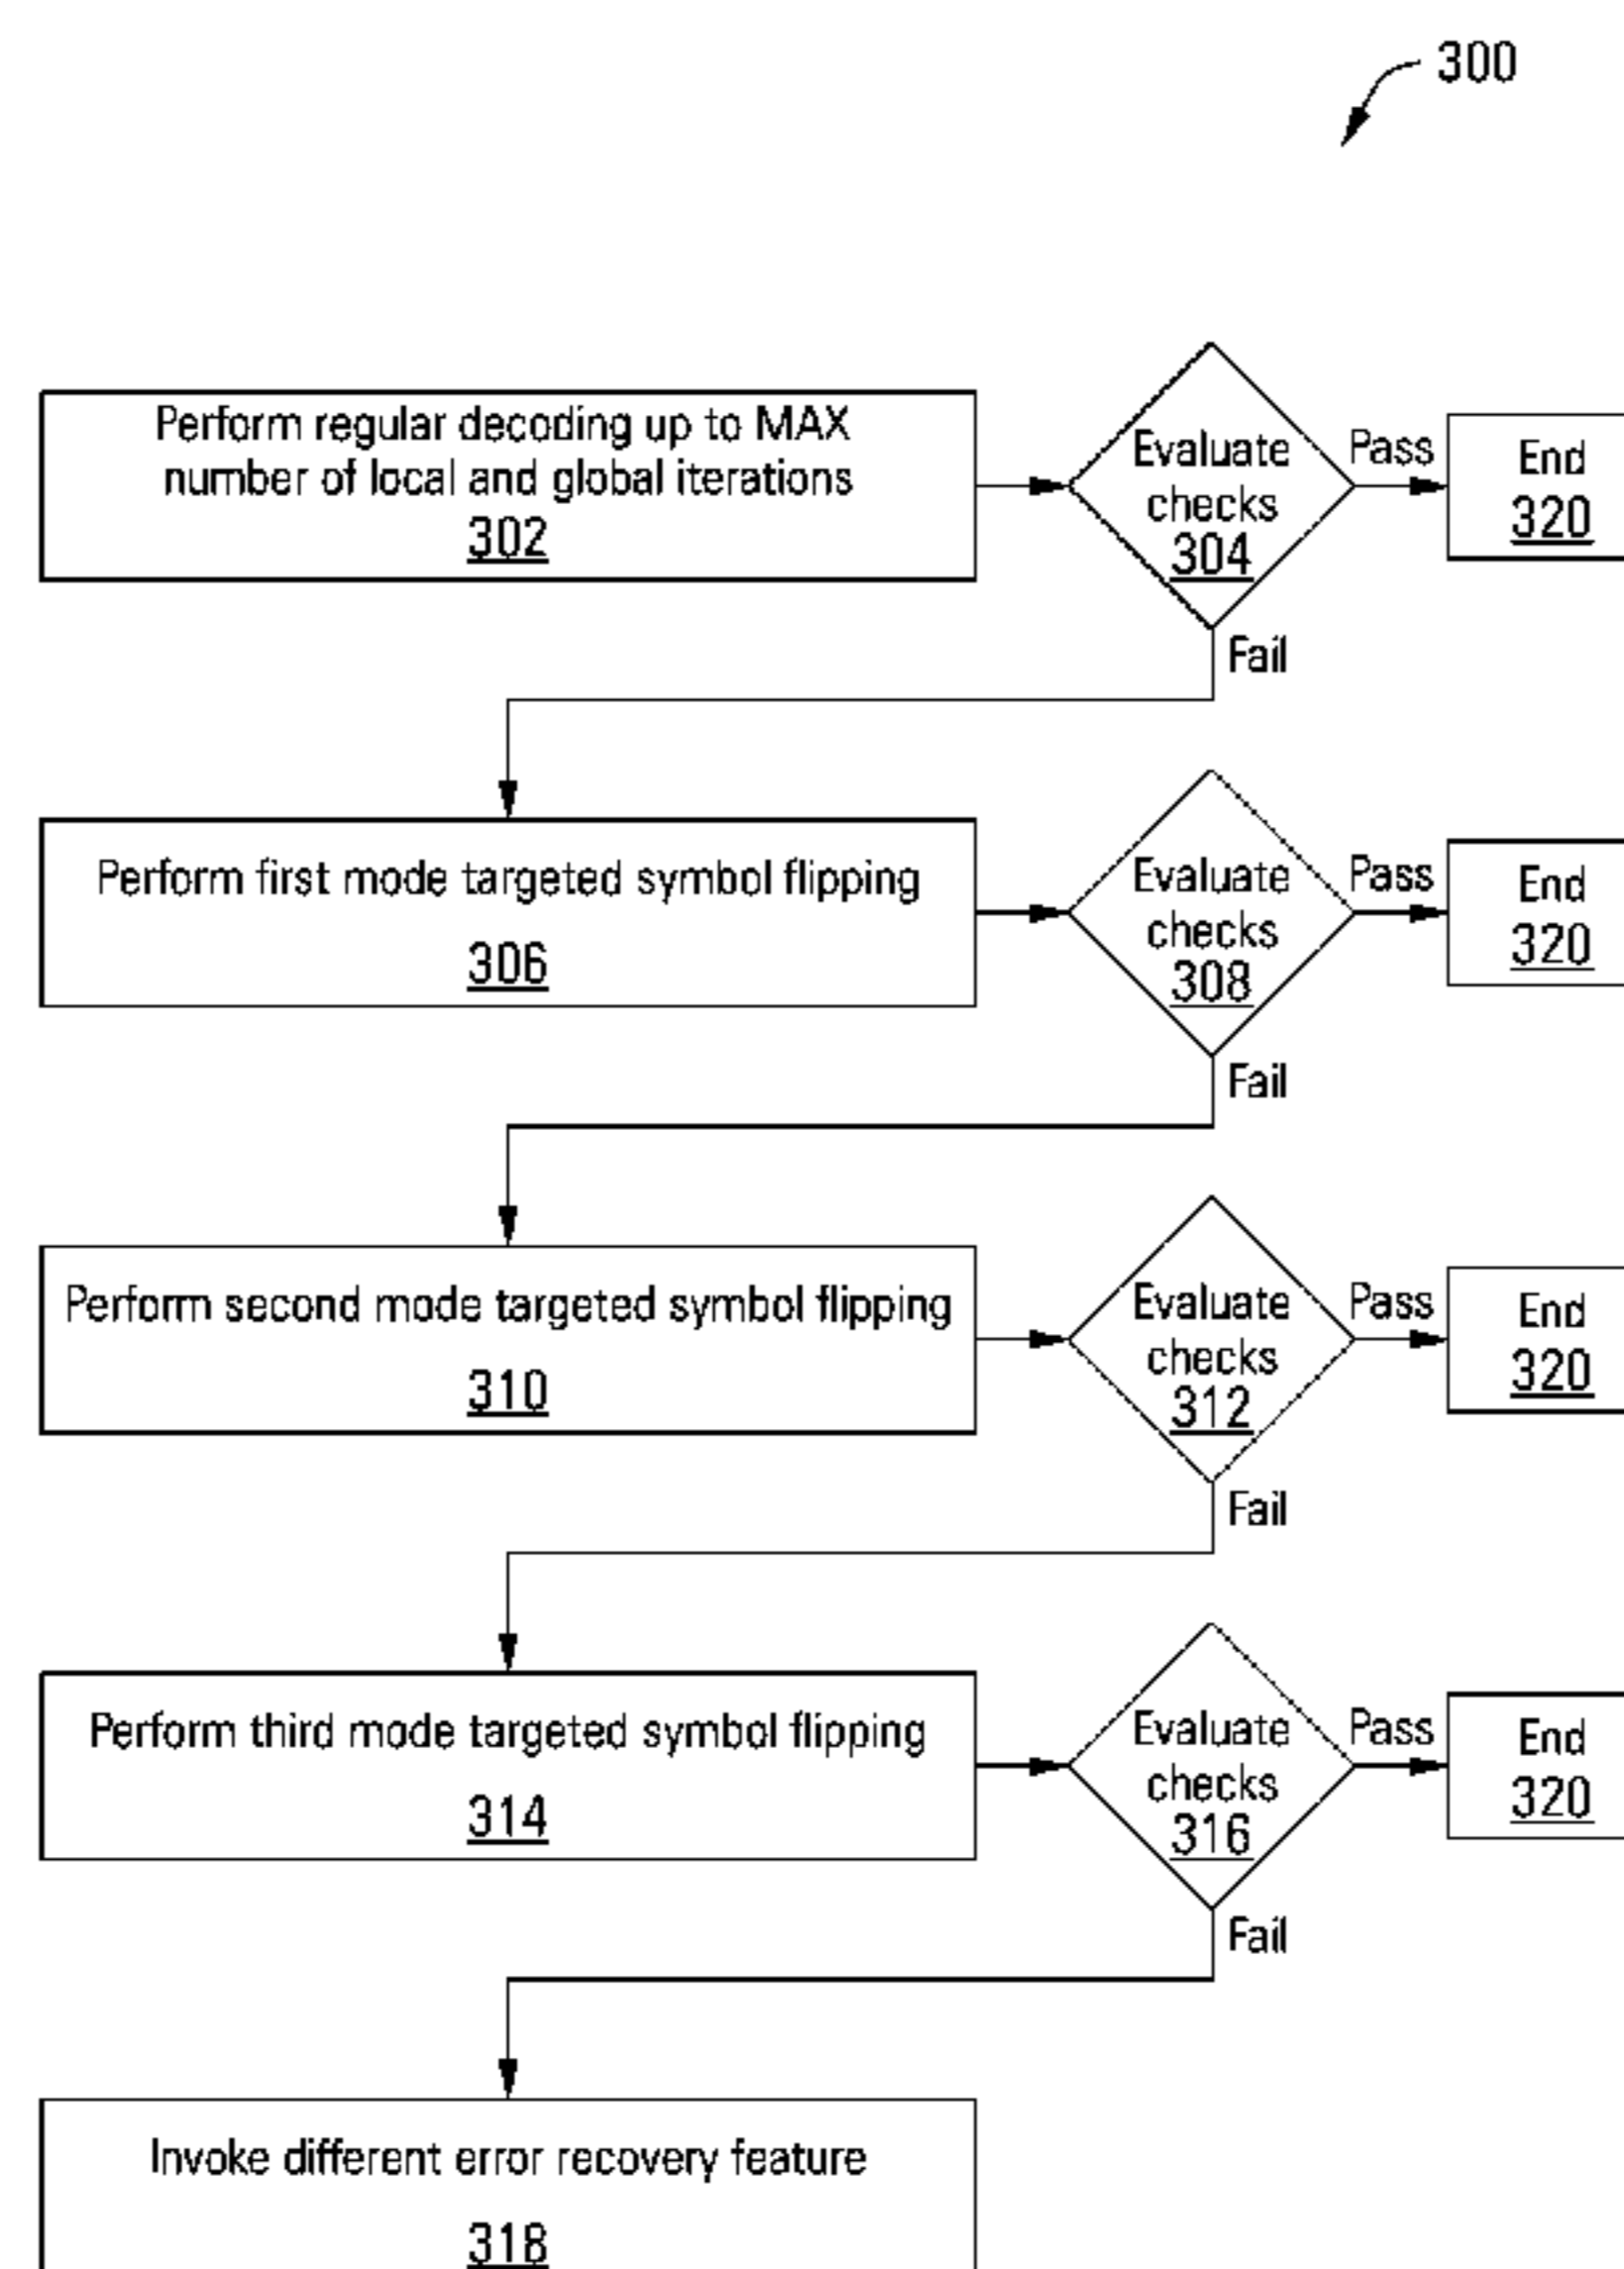 300
Perform regular decoding up to MAX
number of local and global iterations
302
Evaluate
checks
304
Pass
End
320
Fail
Perform first mode targeted symbol flipping
306
Evaluate
checks
308
Pass
End
320
Fail
Perform second mode targeted symbol flipping
310
Evaluate
checks
312
Pass
End
320
Fail
Perform third mode targeted symbol flipping
314
Evaluate
checks
316
Pass
End
320
Fail
Invoke different error recovery feature
318